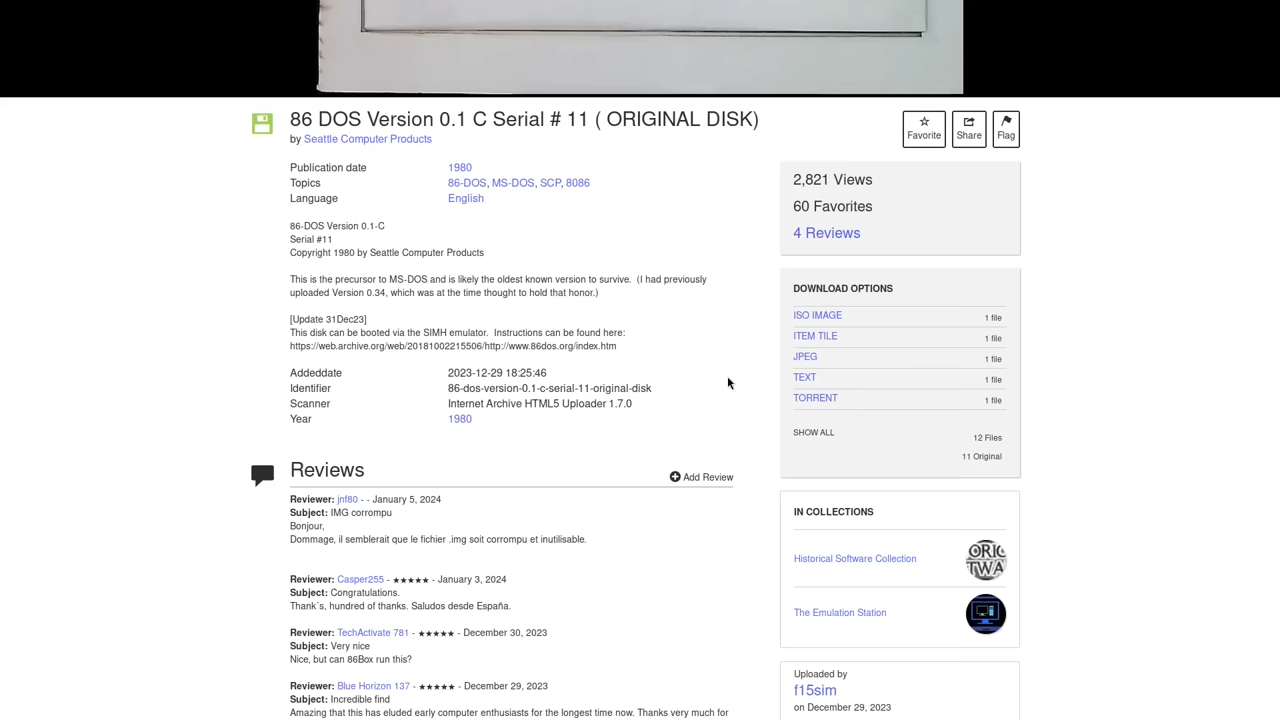 86 DOS Version 0.1 C Serial # 11 ( ORIGINAL DISK)
by Seattle Computer Products
Favorite
Share
Flag
Publication date 1980
Topics 86-DOS, MS-DOS, SCP, 8086
Language English
86-DOS Version 0.1-C
Serial #11
Copyright 1980 by Seattle Computer Products
This is the precursor to MS-DOS and is likely the oldest known version to survive. (I had previously
uploaded Version 0.34, which was at the time thought to hold that honor.)
[Update 31Dec23]
This disk can be booted via the SIMH emulator. Instructions can be found here:
https://web.archive.org/web/20181002215506/http://www.86dos.org/index.htm
Addeddate 2023-12-29 18:25:46
Identifier 86-dos-version-0.1-c-serial-11-original-disk
Scanner Internet Archive HTML5 Uploader 1.7.0
Year 1980
Reviews
Add Review
Reviewer: jnf80 - - January 5, 2024
Subject: IMG corrompu
Bonjour,
Dommage, il semblerait que le fichier .img soit corrompu et inutilisable.
Reviewer: Casper255 - ★★★★★ - January 3, 2024
Subject: Congratulations.
Thank´s, hundred of thanks. Saludos desde España.
Reviewer: TechActivate 781 - ★★★★★ - December 30, 2023
Subject: Very nice
Nice, but can 86Box run this?
Reviewer: Blue Horizon 137 - ★★★★★ - December 29, 2023
Subject: Incredible find
Amazing that this has eluded early computer enthusiasts for the longest time now. Thanks very much for
2,821 Views
60 Favorites
4 Reviews
DOWNLOAD OPTIONS
ISO IMAGE 1 file
ITEM TILE 1 file
JPEG 1 file
TEXT 1 file
TORRENT 1 file
SHOW ALL 12 Files
11 Original
IN COLLECTIONS
Historical Software Collection
ORIG
TWA
The Emulation Station
Uploaded by
f15sim
on December 29, 2023